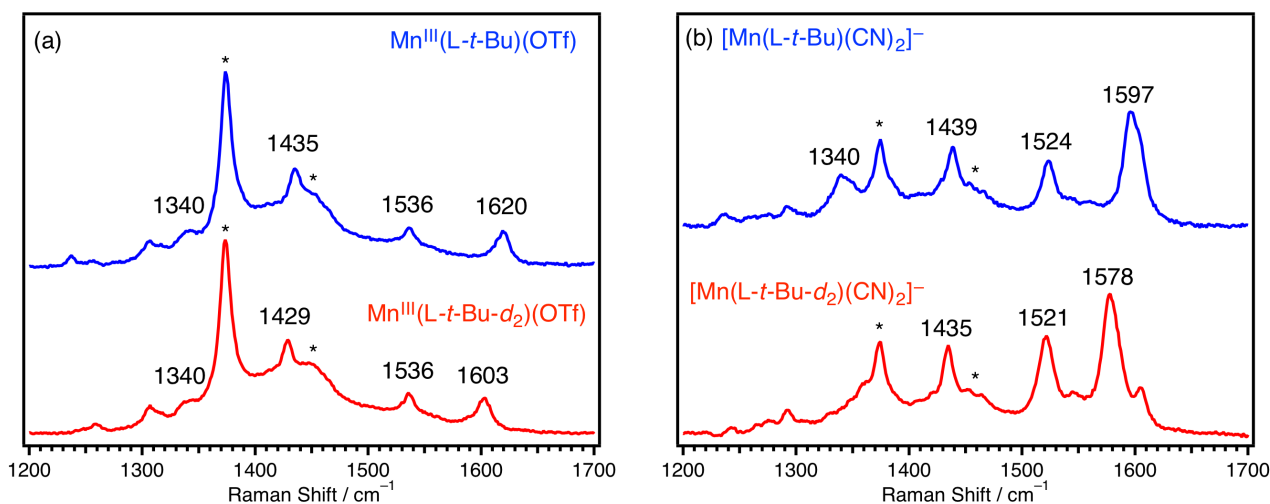 (a)
Mnᴵᴵᴵ(L-t-Bu)(OTf)
*
1435
*
1340
1536
1620
*
Mnᴵᴵᴵ(L-t-Bu-d₂)(OTf)
1429
*
1340
1536
1603
1200 1300 1400 1500 1600 1700
Raman Shift / cm⁻¹
(b) [Mn(L-t-Bu)(CN)₂]⁻
1597
*
1439
1524
1340
*
[Mn(L-t-Bu-d₂)(CN)₂]⁻
1578
*
1435
1521
*
1200 1300 1400 1500 1600 1700
Raman Shift / cm⁻¹